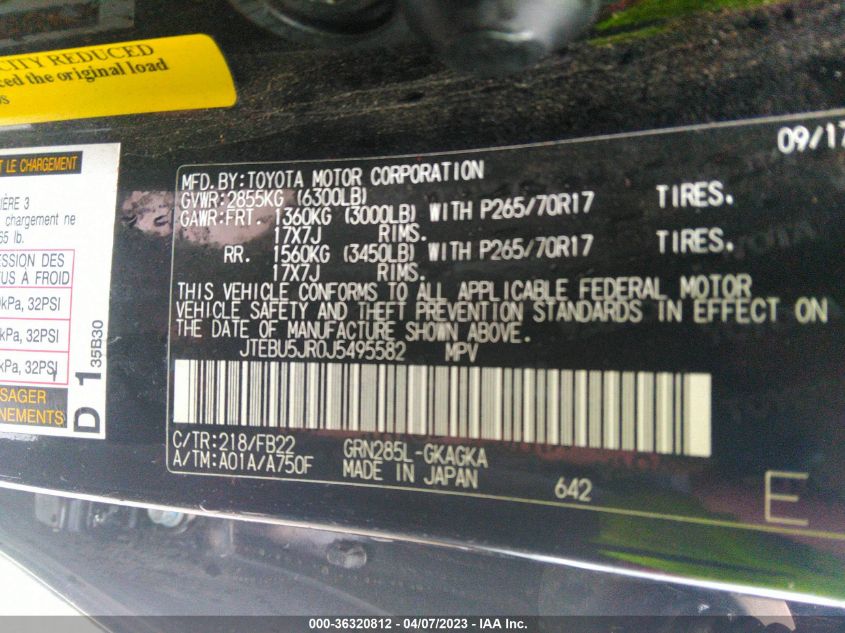 CITY REDUCED
ced the original load
os
T LE CHARGEMENT
IÈRE 3
chargement ne
65 lb.
ESSION DES
US À FROID
kPa, 32PSI
kPa, 32PSI
kPa, 32PSI
SAGER
NEMENTS
D 1
35B30
09/17
MFD. BY: TOYOTA MOTOR CORPORATION
GVWR: 2855KG (6300LB)
GAWR: FRT. 1360KG (3000LB) WITH P265/70R17 TIRES.
17X7J RIMS.
RR. 1560KG (3450LB) WITH P265/70R17 TIRES.
17X7J RIMS.
THIS VEHICLE CONFORMS TO ALL APPLICABLE FEDERAL MOTOR
VEHICLE SAFETY AND THEFT PREVENTION STANDARDS IN EFFECT ON
THE DATE OF MANUFACTURE SHOWN ABOVE.
JTEBU5JR0J5495582 MPV
C/TR: 218/FB22 GRN285L-GKAGKA
A/TM: A01A/A750F MADE IN JAPAN 642
E
000-36320812 - 04/07/2023 - IAA Inc.